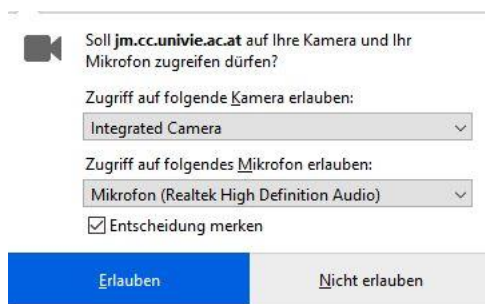 Soll jm.cc.univie.ac.at auf Ihre Kamera und Ihr
Mikrofon zugreifen dürfen?
Zugriff auf folgende Kamera erlauben:
Integrated Camera
Zugriff auf folgendes Mikrofon erlauben:
Mikrofon (Realtek High Definition Audio)
Entscheidung merken
Erlauben
Nicht erlauben